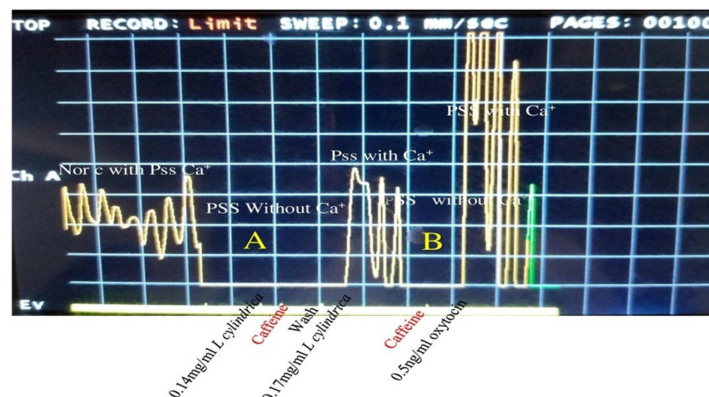 TOP RECORD: Limit SWEEP: 0.1 mm/sec PAGES: 00100
PSS with Ca⁺
Pss with Ca⁺
Nor c with Pss Ca⁺
Ch A
PSS without Ca⁺
PSS Without Ca⁺
A
B
Ev
0.14mg/ml L cylindrica
Caffeine
Wash
0.17mg/ml L cylindrica
Caffeine
0.5ng/ml oxytocin